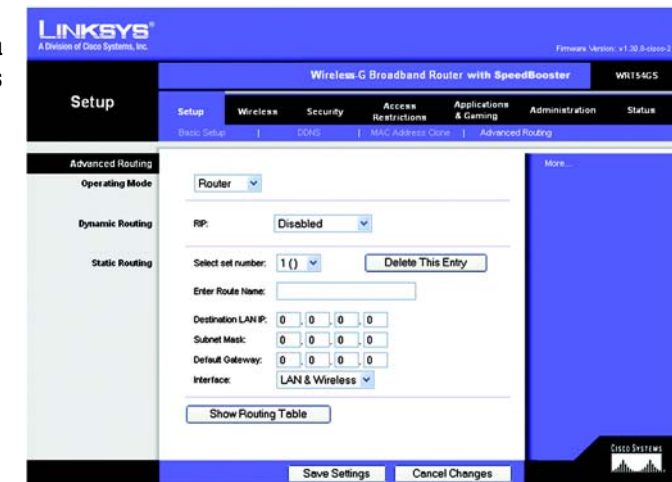 LINKSYS®
A Division of Cisco Systems, Inc.
Firmware Version: v1.30.0-cisco-2
Wireless-G Broadband Router with SpeedBooster WRT54GS
Setup
Setup Wireless Security Access Restrictions Applications & Gaming Administration Status
Basic Setup | DDNS | MAC Address Clone | Advanced Routing
Advanced Routing
More...
Operating Mode Router
Dynamic Routing RIP: Disabled
Static Routing Select set number: 1 () Delete This Entry
Enter Route Name:
Destination LAN IP: 0 . 0 . 0 . 0
Subnet Mask: 0 . 0 . 0 . 0
Default Gateway: 0 . 0 . 0 . 0
Interface: LAN & Wireless
Show Routing Table
Save Settings Cancel Changes
CISCO SYSTEMS